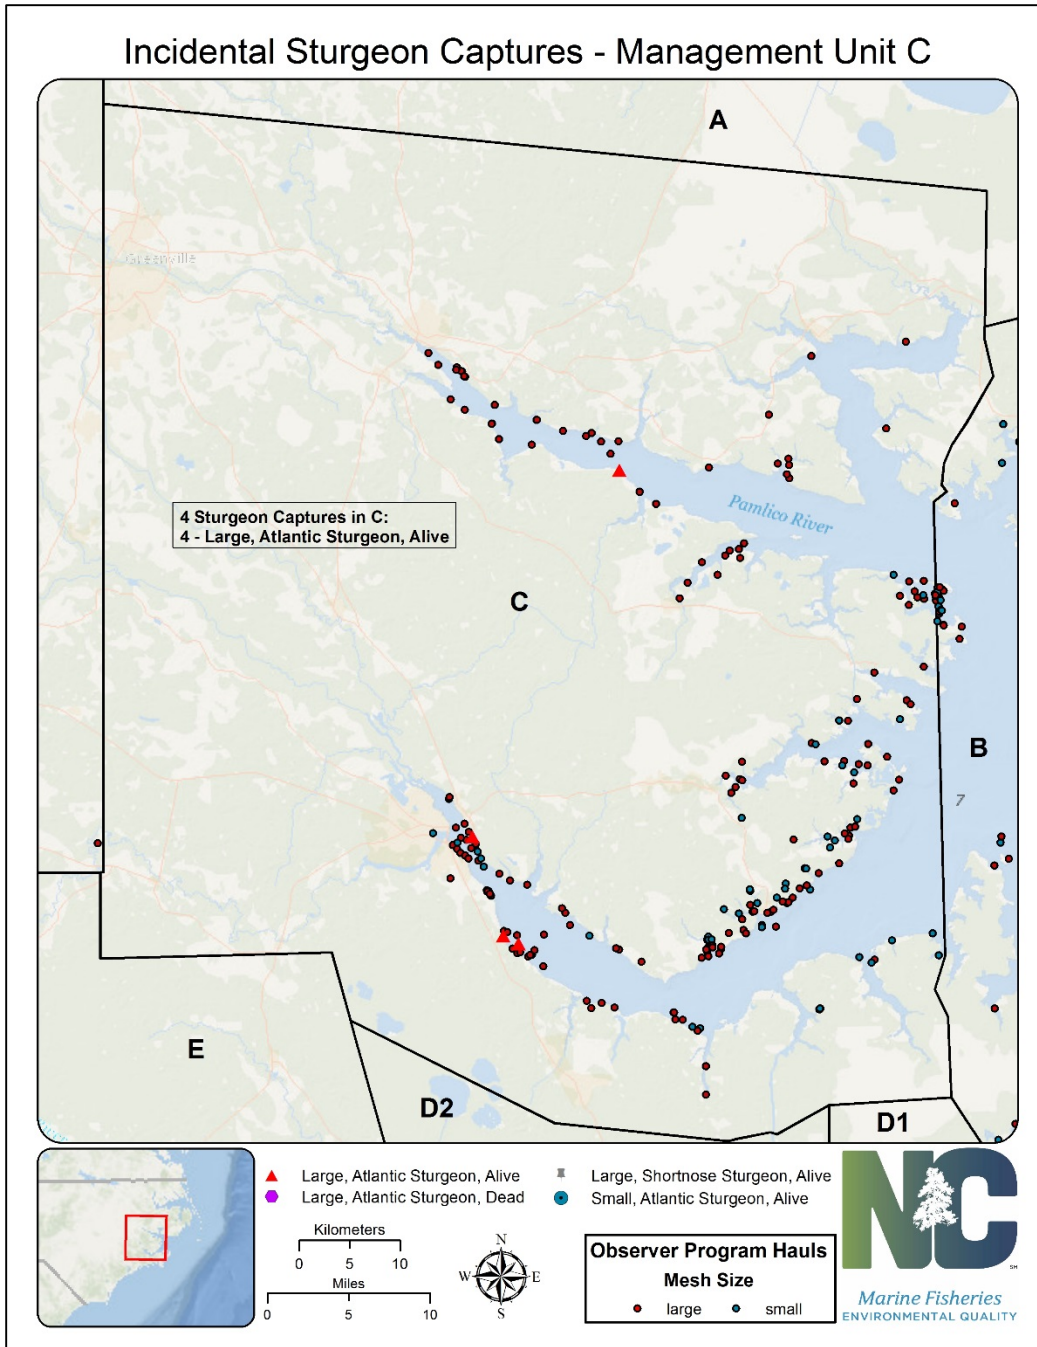 Incidental Sturgeon Captures - Management Unit C
A
Greenville
Pamlico River
4 Sturgeon Captures in C:
4 - Large, Atlantic Sturgeon, Alive
C
B
7
E
D2
D1
Large, Atlantic Sturgeon, Alive
Large, Atlantic Sturgeon, Dead
Large, Shortnose Sturgeon, Alive
Small, Atlantic Sturgeon, Alive
Kilometers
0 5 10
Miles
0 5 10
N
W E
S
Observer Program Hauls
Mesh Size
large small
NC
SM
Marine Fisheries
ENVIRONMENTAL QUALITY